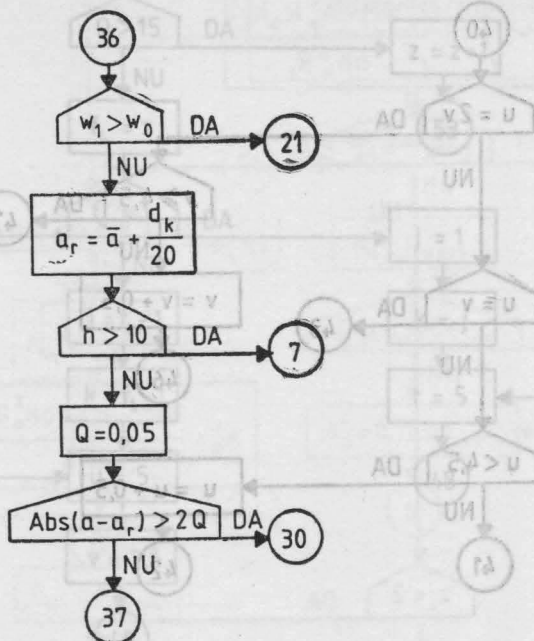 36
w₁ > w₀ DA 21
NU
aᵣ = ā + dₖ/20
h > 10 DA 7
NU
Q = 0,05
Abs(a-aᵣ) > 2Q DA 30
NU
37